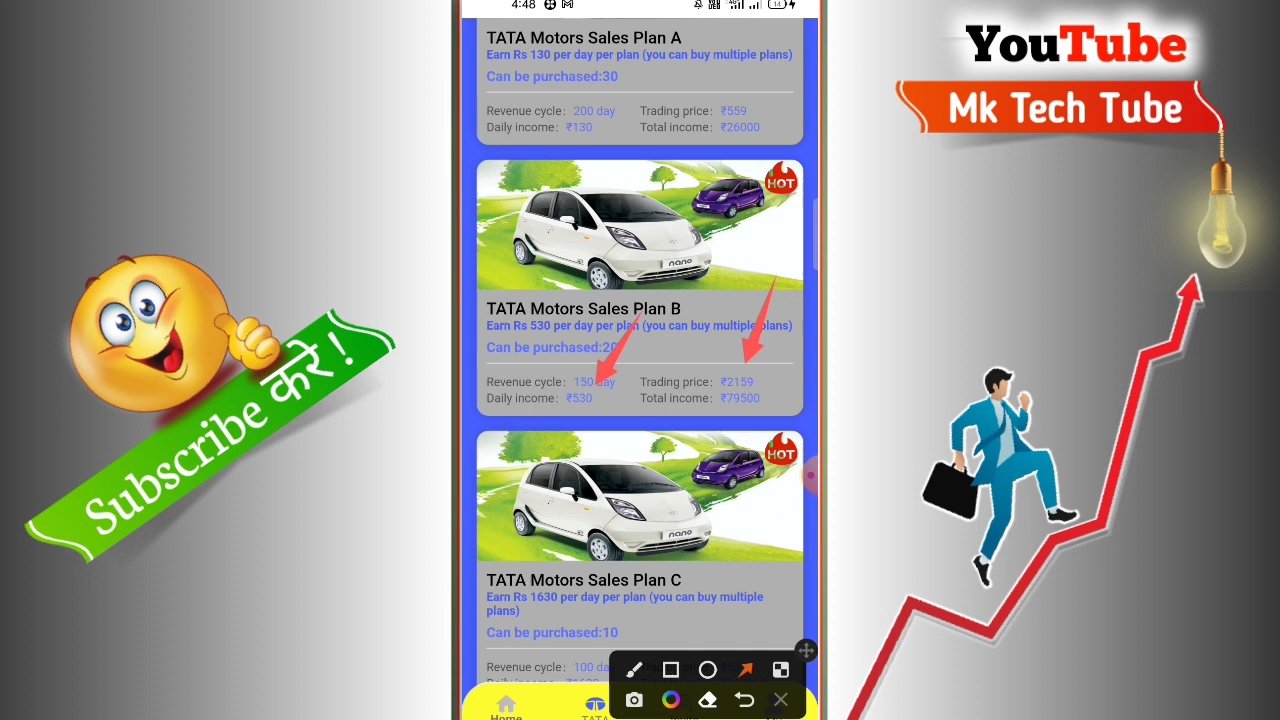 4:48
14
TATA Motors Sales Plan A
Earn Rs 130 per day per plan (you can buy multiple plans)
Can be purchased:30
Revenue cycle: 200 day Trading price: ₹559
Daily income: ₹130 Total income: ₹26000
HOT
nano
TATA Motors Sales Plan B
Earn Rs 530 per day per plan (you can buy multiple plans)
Can be purchased:20
Revenue cycle: 150 day Trading price: ₹2159
Daily income: ₹530 Total income: ₹79500
HOT
nano
TATA Motors Sales Plan C
Earn Rs 1630 per day per plan (you can buy multiple
plans)
Can be purchased:10
Revenue cycle: 100
Home
TATA
Subscribe करे !
YouTube
Mk Tech Tube